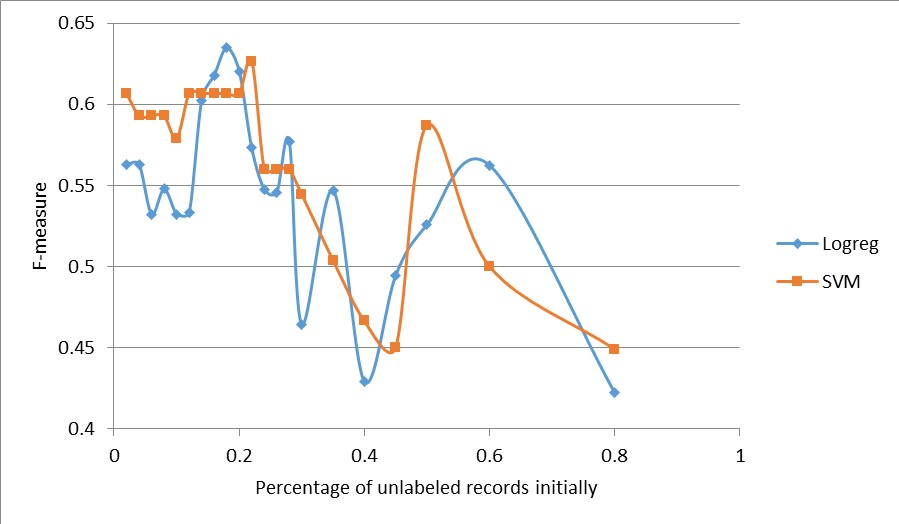 0.65
0.6
0.55
0.5
0.45
0.4
F-measure
0 0.2 0.4 0.6 0.8 1
Percentage of unlabeled records initially
Logreg
SVM